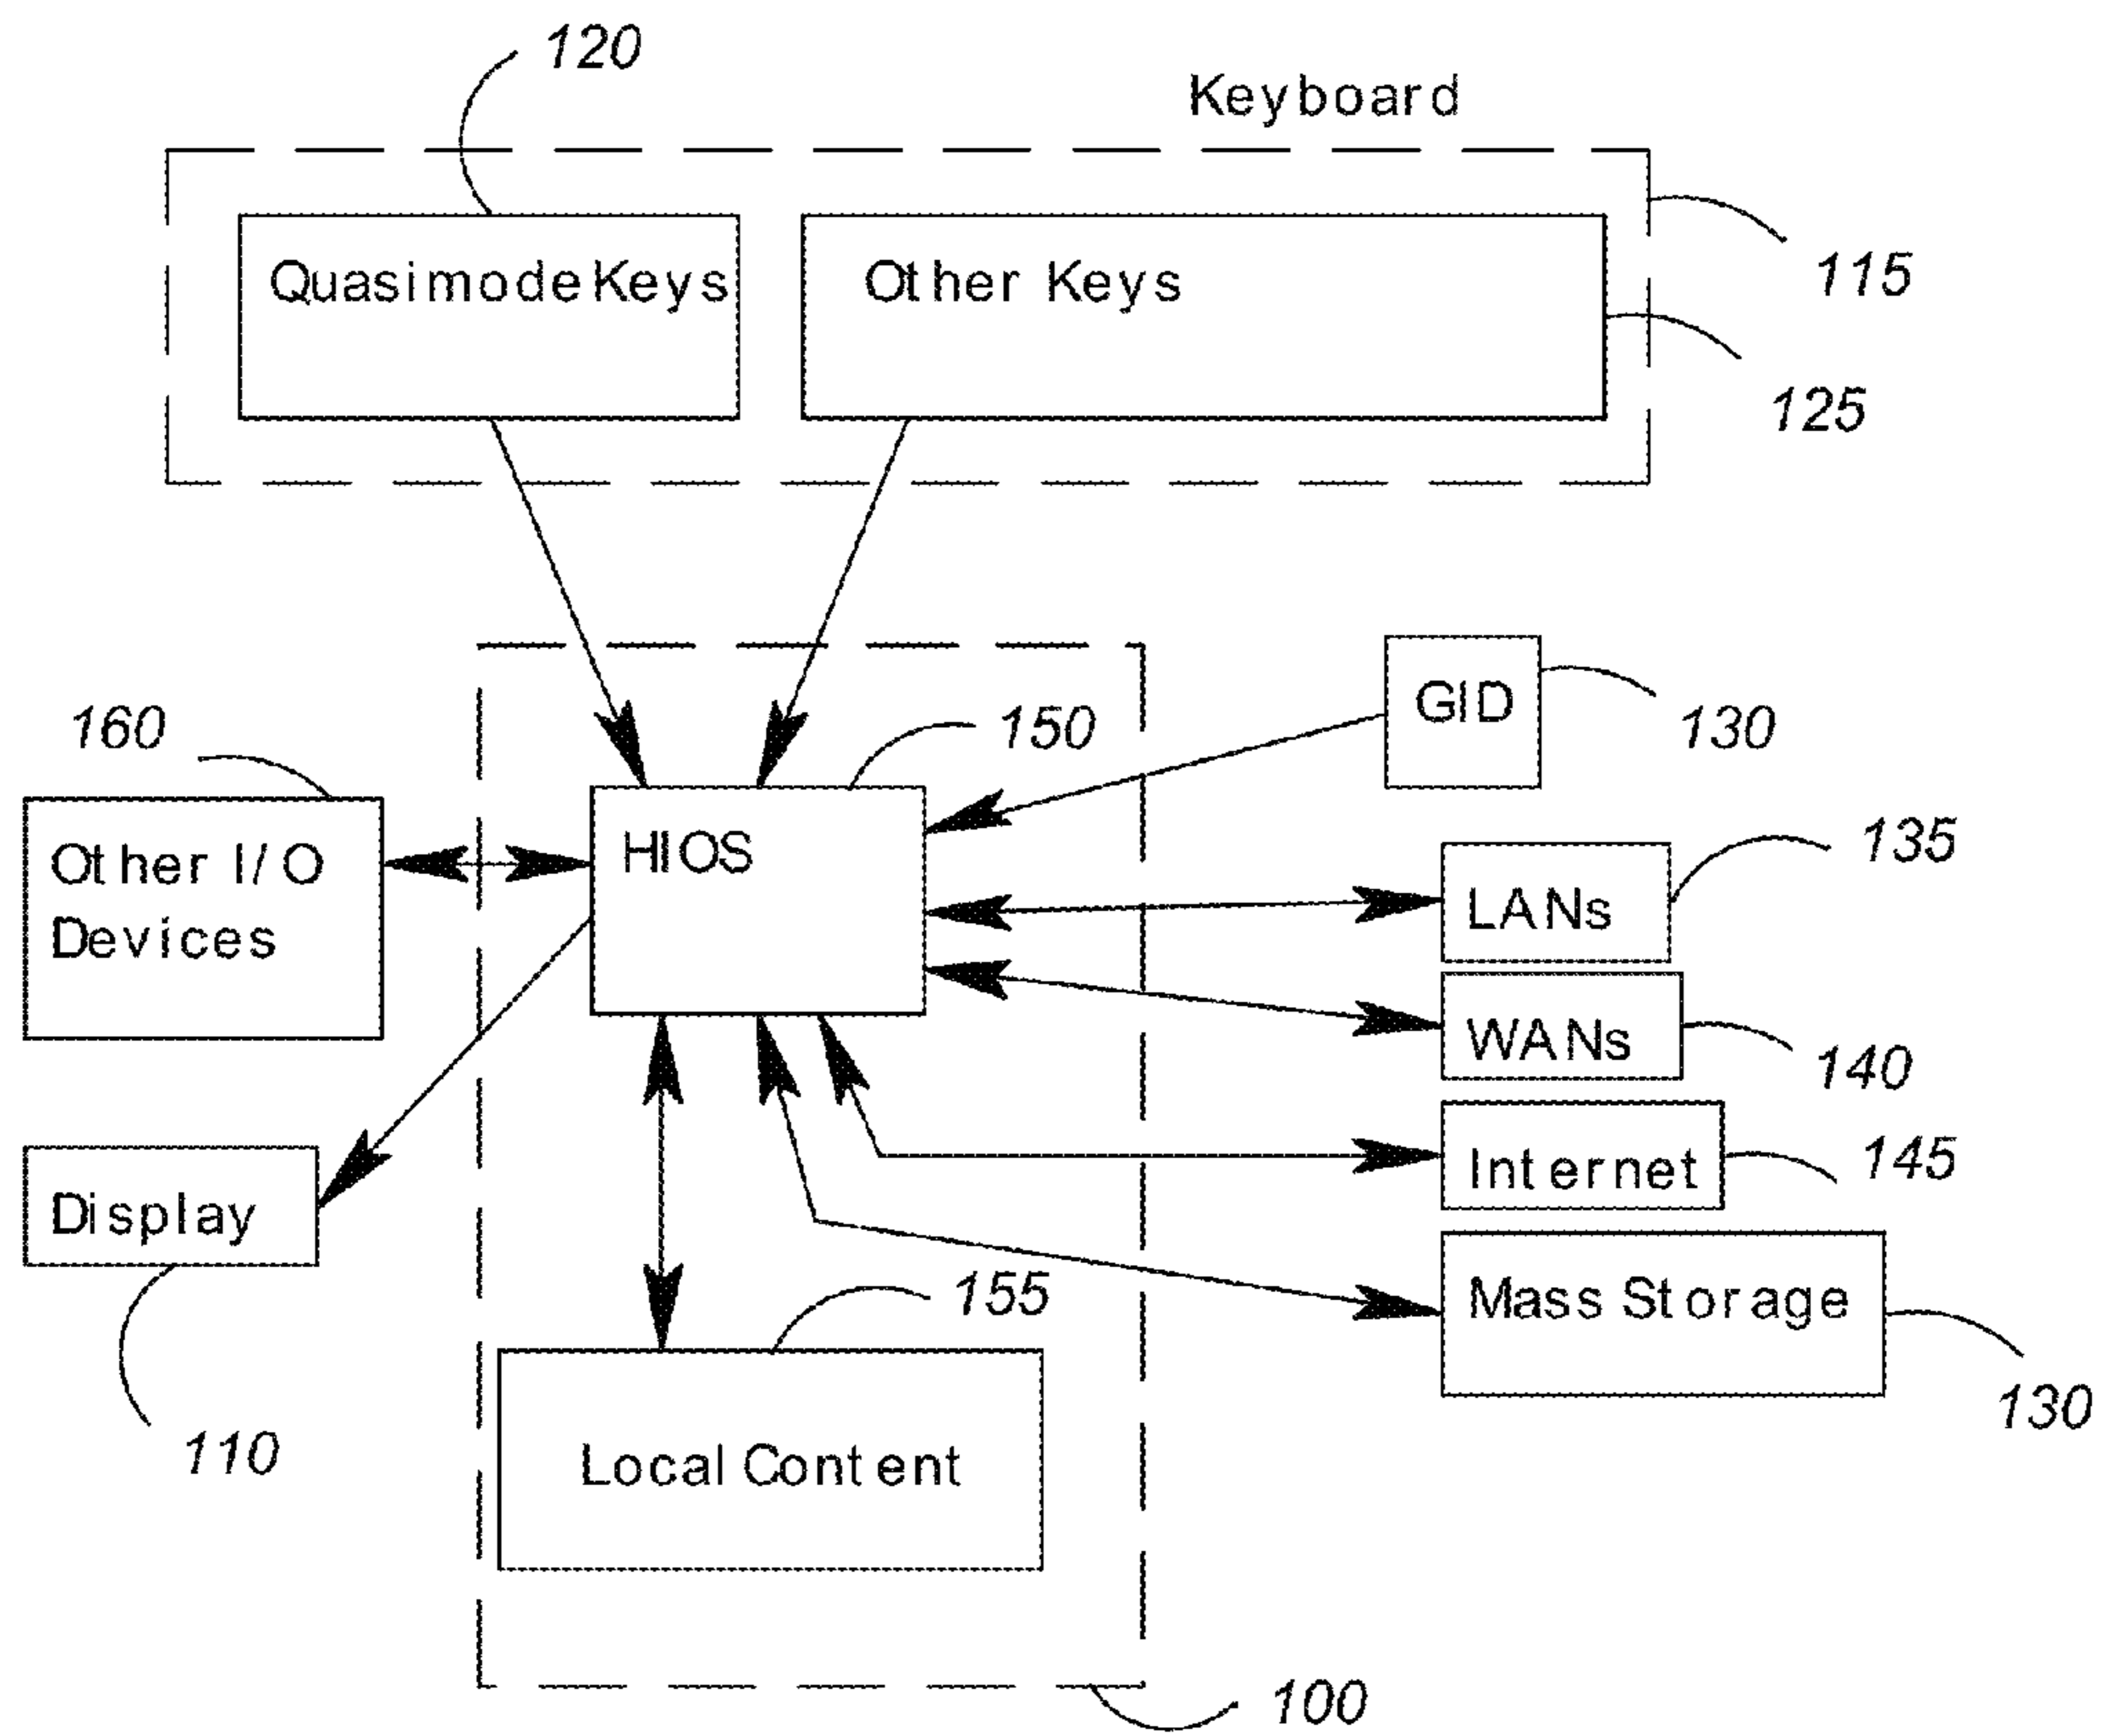 120
Keyboard
Quasimode Keys
Other Keys
115
125
160
150
GID
130
HIOS
135
Other I/O
Devices
LANs
WANs
140
Internet
145
Display
Mass Storage
155
130
110
Local Content
100